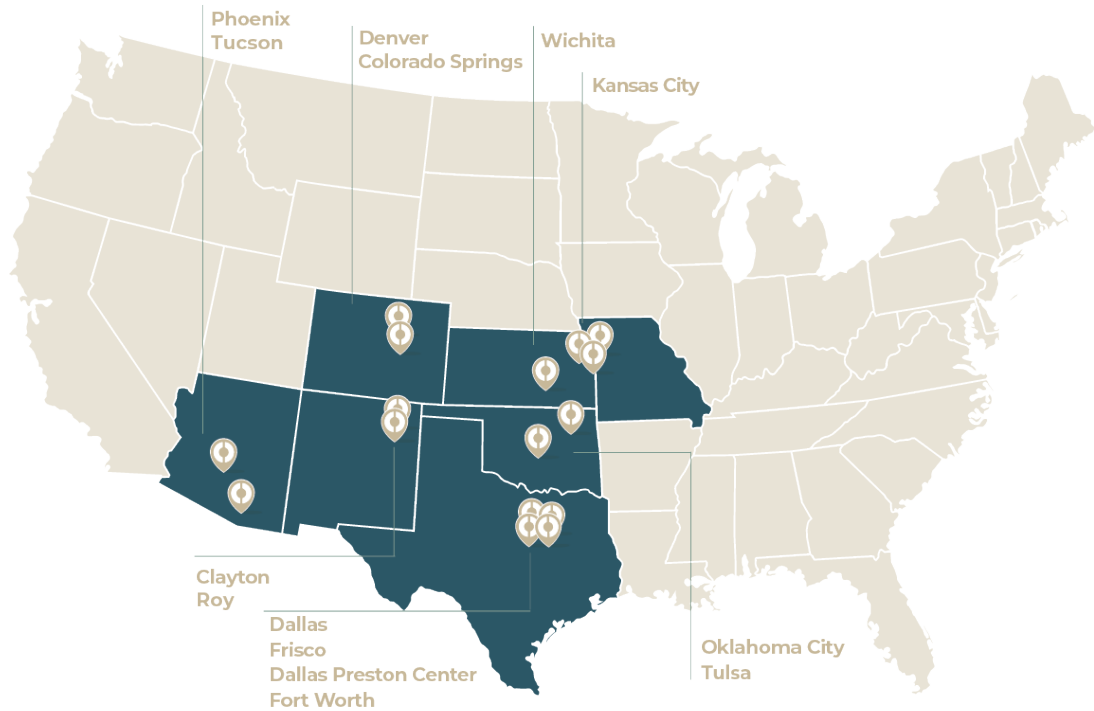 Phoenix
Tucson
Denver
Colorado Springs
Wichita
Kansas City
Clayton
Roy
Dallas
Frisco
Dallas Preston Center
Fort Worth
Oklahoma City
Tulsa